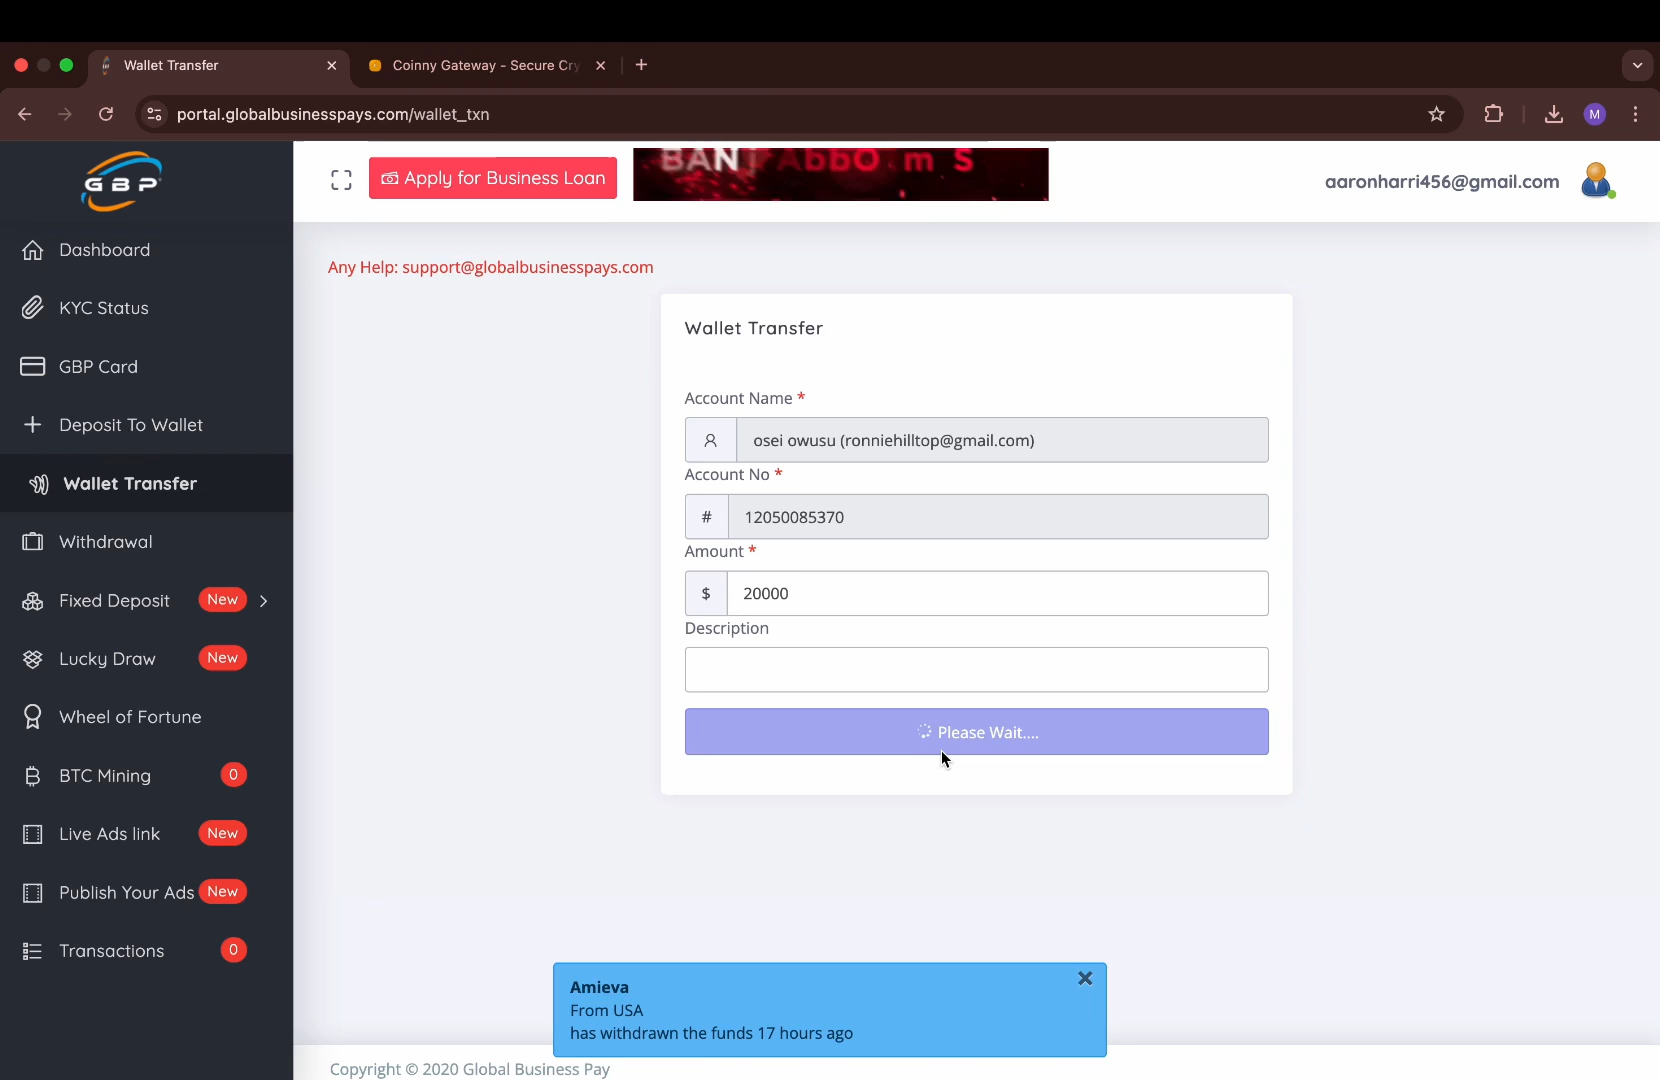 Wallet Transfer
Coinny Gateway - Secure Cry
portal.globalbusinesspays.com/wallet_txn
M
GBP
Apply for Business Loan
aaronharri456@gmail.com
Dashboard
KYC Status
GBP Card
Deposit To Wallet
Wallet Transfer
Withdrawal
Fixed Deposit New
Lucky Draw New
Wheel of Fortune
BTC Mining 0
Live Ads link New
Publish Your Ads New
Transactions 0
Any Help: support@globalbusinesspays.com
Wallet Transfer
Account Name *
osei owusu (ronniehilltop@gmail.com)
Account No *
# 12050085370
Amount *
$ 20000
Description
Please Wait....
Amieva
From USA
has withdrawn the funds 17 hours ago
Copyright © 2020 Global Business Pay